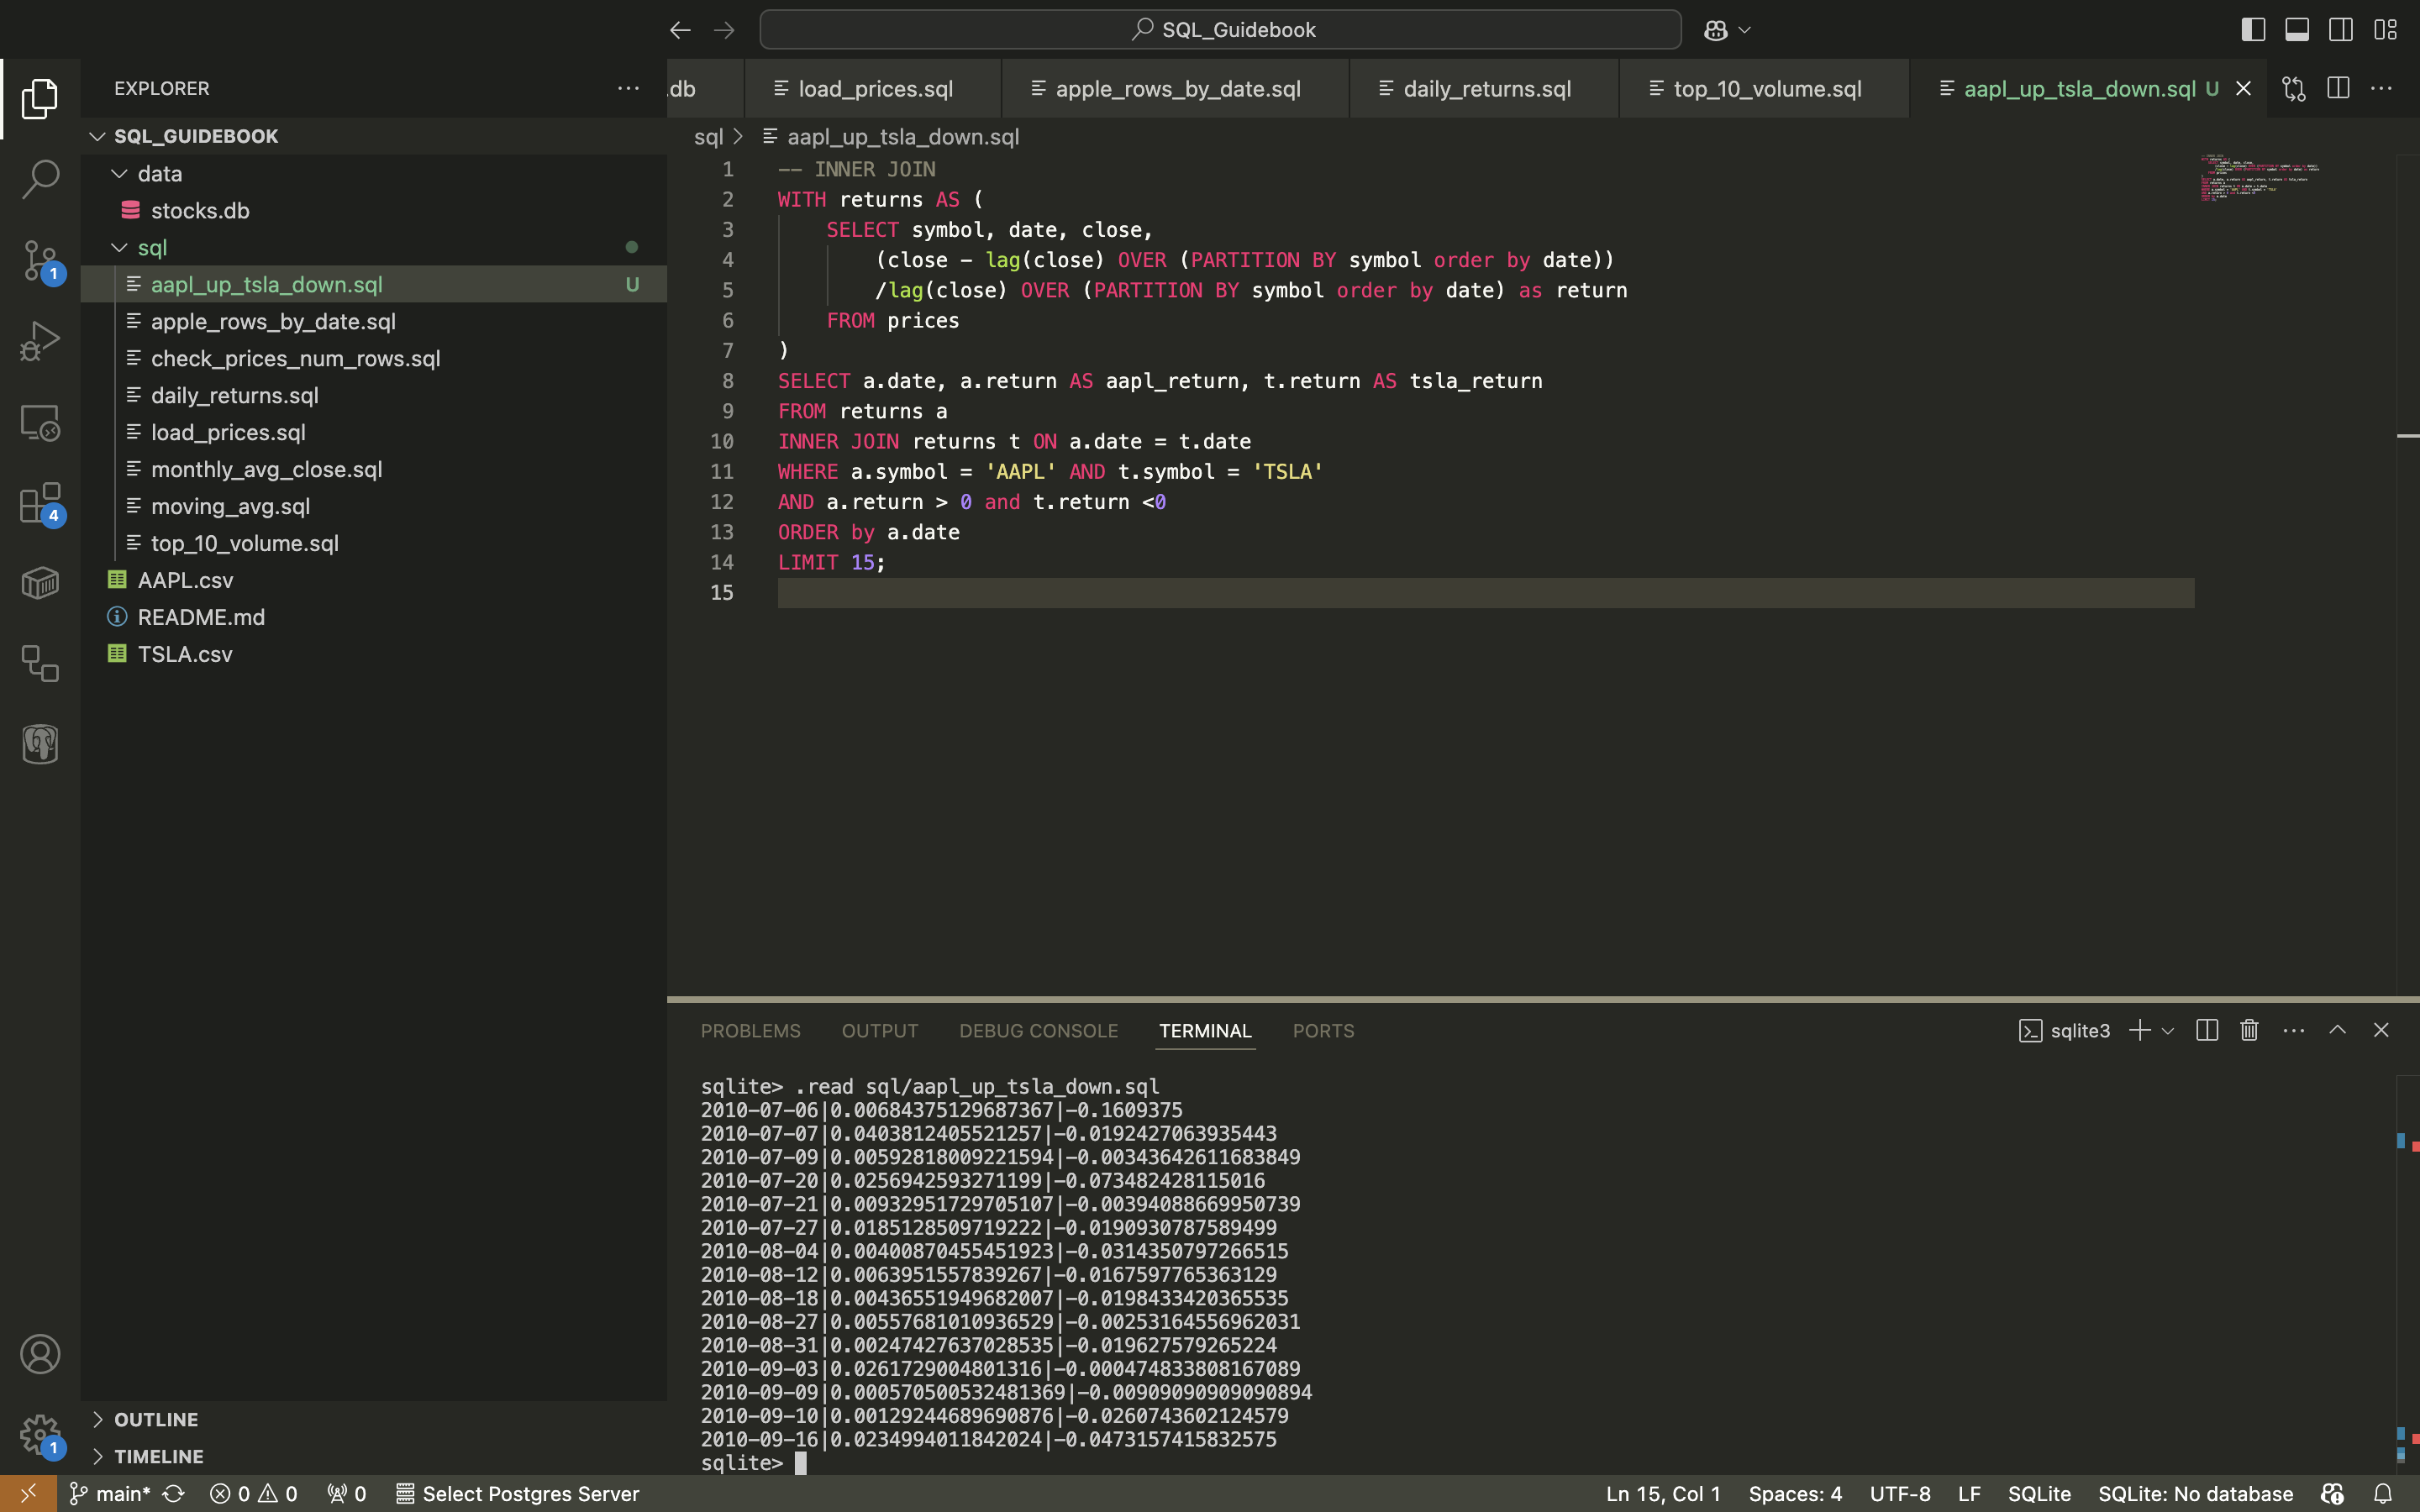 SQL_Guidebook
EXPLORER
SQL_GUIDEBOOK
data
stocks.db
sql
aapl_up_tsla_down.sql U
apple_rows_by_date.sql
check_prices_num_rows.sql
daily_returns.sql
load_prices.sql
monthly_avg_close.sql
moving_avg.sql
top_10_volume.sql
AAPL.csv
README.md
TSLA.csv
OUTLINE
TIMELINE
1
4
1
.db load_prices.sql apple_rows_by_date.sql daily_returns.sql top_10_volume.sql aapl_up_tsla_down.sql U
sql > aapl_up_tsla_down.sql
1 -- INNER JOIN
2 WITH returns AS (
3 SELECT symbol, date, close,
4 (close - lag(close) OVER (PARTITION BY symbol order by date))
5 /lag(close) OVER (PARTITION BY symbol order by date) as return
6 FROM prices
7 )
8 SELECT a.date, a.return AS aapl_return, t.return AS tsla_return
9 FROM returns a
10 INNER JOIN returns t ON a.date = t.date
11 WHERE a.symbol = 'AAPL' AND t.symbol = 'TSLA'
12 AND a.return > 0 and t.return <0
13 ORDER by a.date
14 LIMIT 15;
15
PROBLEMS OUTPUT DEBUG CONSOLE TERMINAL PORTS
sqlite3
sqlite> .read sql/aapl_up_tsla_down.sql
2010-07-06|0.00684375129687367|-0.1609375
2010-07-07|0.0403812405521257|-0.0192427063935443
2010-07-09|0.00592818009221594|-0.00343642611683849
2010-07-20|0.0256942593271199|-0.073482428115016
2010-07-21|0.00932951729705107|-0.00394088669950739
2010-07-27|0.0185128509719222|-0.0190930787589499
2010-08-04|0.00400870455451923|-0.0314350797266515
2010-08-12|0.0063951557839267|-0.0167597765363129
2010-08-18|0.00436551949682007|-0.0198433420365535
2010-08-27|0.00557681010936529|-0.00253164556962031
2010-08-31|0.00247427637028535|-0.019627579265224
2010-09-03|0.0261729004801316|-0.000474833808167089
2010-09-09|0.000570500532481369|-0.00909090909090894
2010-09-10|0.00129244689690876|-0.0260743602124579
2010-09-16|0.0234994011842024|-0.0473157415832575
sqlite>
main* 0 0 0 Select Postgres Server Ln 15, Col 1 Spaces: 4 UTF-8 LF SQLite SQLite: No database